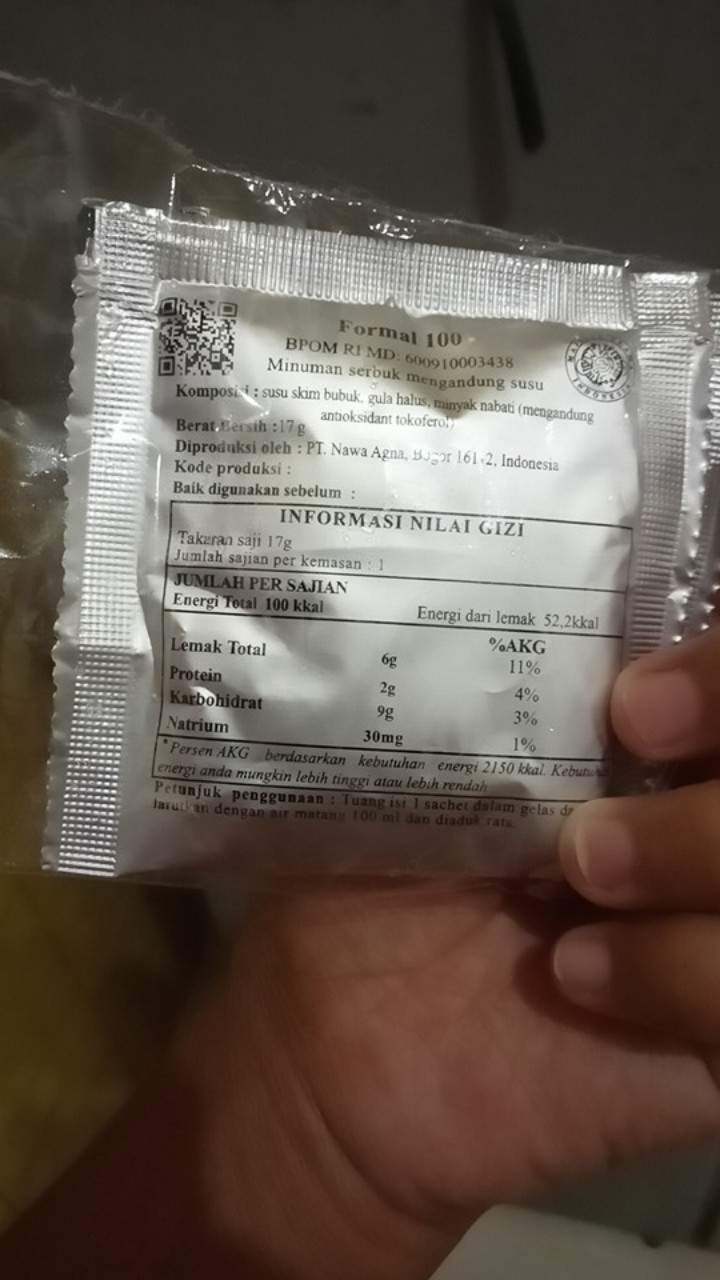 Formal 100
BPOM RI MD: 600910003438
Minuman serbuk mengandung susu
Komposisi : susu skim bubuk, gula halus, minyak nabati (mengandung
antioksidant tokoferol)
Berat Bersih :17 g
Diproduksi oleh : PT. Nawa Agna, Bogor Indonesia
Kode produksi :
Baik digunakan sebelum :
INFORMASI NILAI GIZI
Takaran saji 17g
Jumlah sajian per kemasan : 1
JUMLAH PER SAJIAN
Energi Total 100 kkal Energi dari lemak 52,2kkal
%AKG
Lemak Total 6g 11%
Protein 2g 4%
Karbohidrat 9g 3%
Natrium 30mg 1%
*Persen AKG berdasarkan kebutuhan energi 2150 kkal. Kebutuhan
energi anda mungkin lebih tinggi atau lebih rendah
Petunjuk penggunaan : Tuang isi 1 sachet dalam gelas
larutkan dengan air matang 100 ml dan diaduk rata.